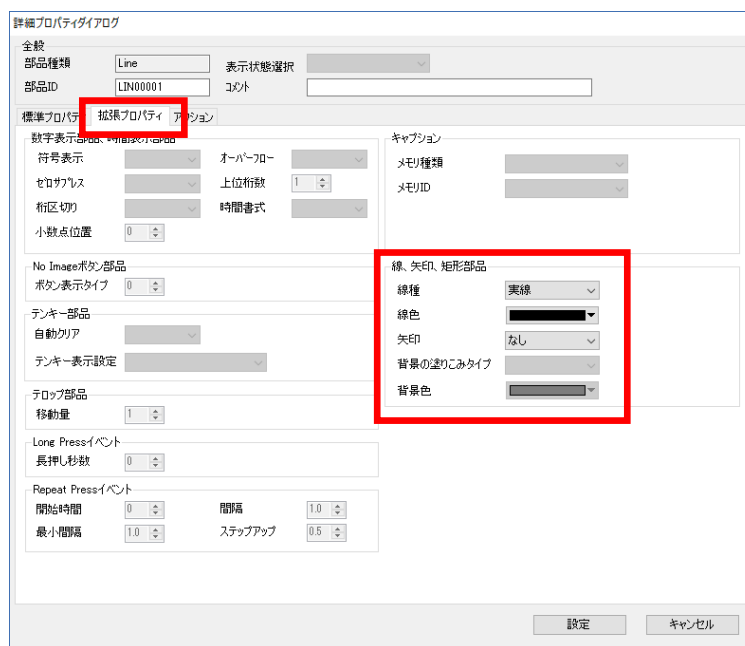 詳細プロパティダイアログ
全般
部品種類 Line 表示状態選択
部品ID LIN00001 コメント
標準プロパテ 拡張プロパティ アクション
数字表示部品、時間表示部品 キャプション
符号表示 オーバーフロー メモリ種類
ゼロサプレス 上位桁数 1 メモリID
桁区切り 時間書式
小数点位置 0
No Imageボタン部品 線、矢印、矩形部品
ボタン表示タイプ 0 線種 実線
線色
テンキー部品
自動クリア 矢印 なし
テンキー表示設定 背景の塗りこみタイプ
テロップ部品 背景色
移動量 1
Long Pressイベント
長押し秒数 0
Repeat Pressイベント
開始時間 0 間隔 1.0
最小間隔 1.0 ステップアップ 0.5
設定 キャンセル